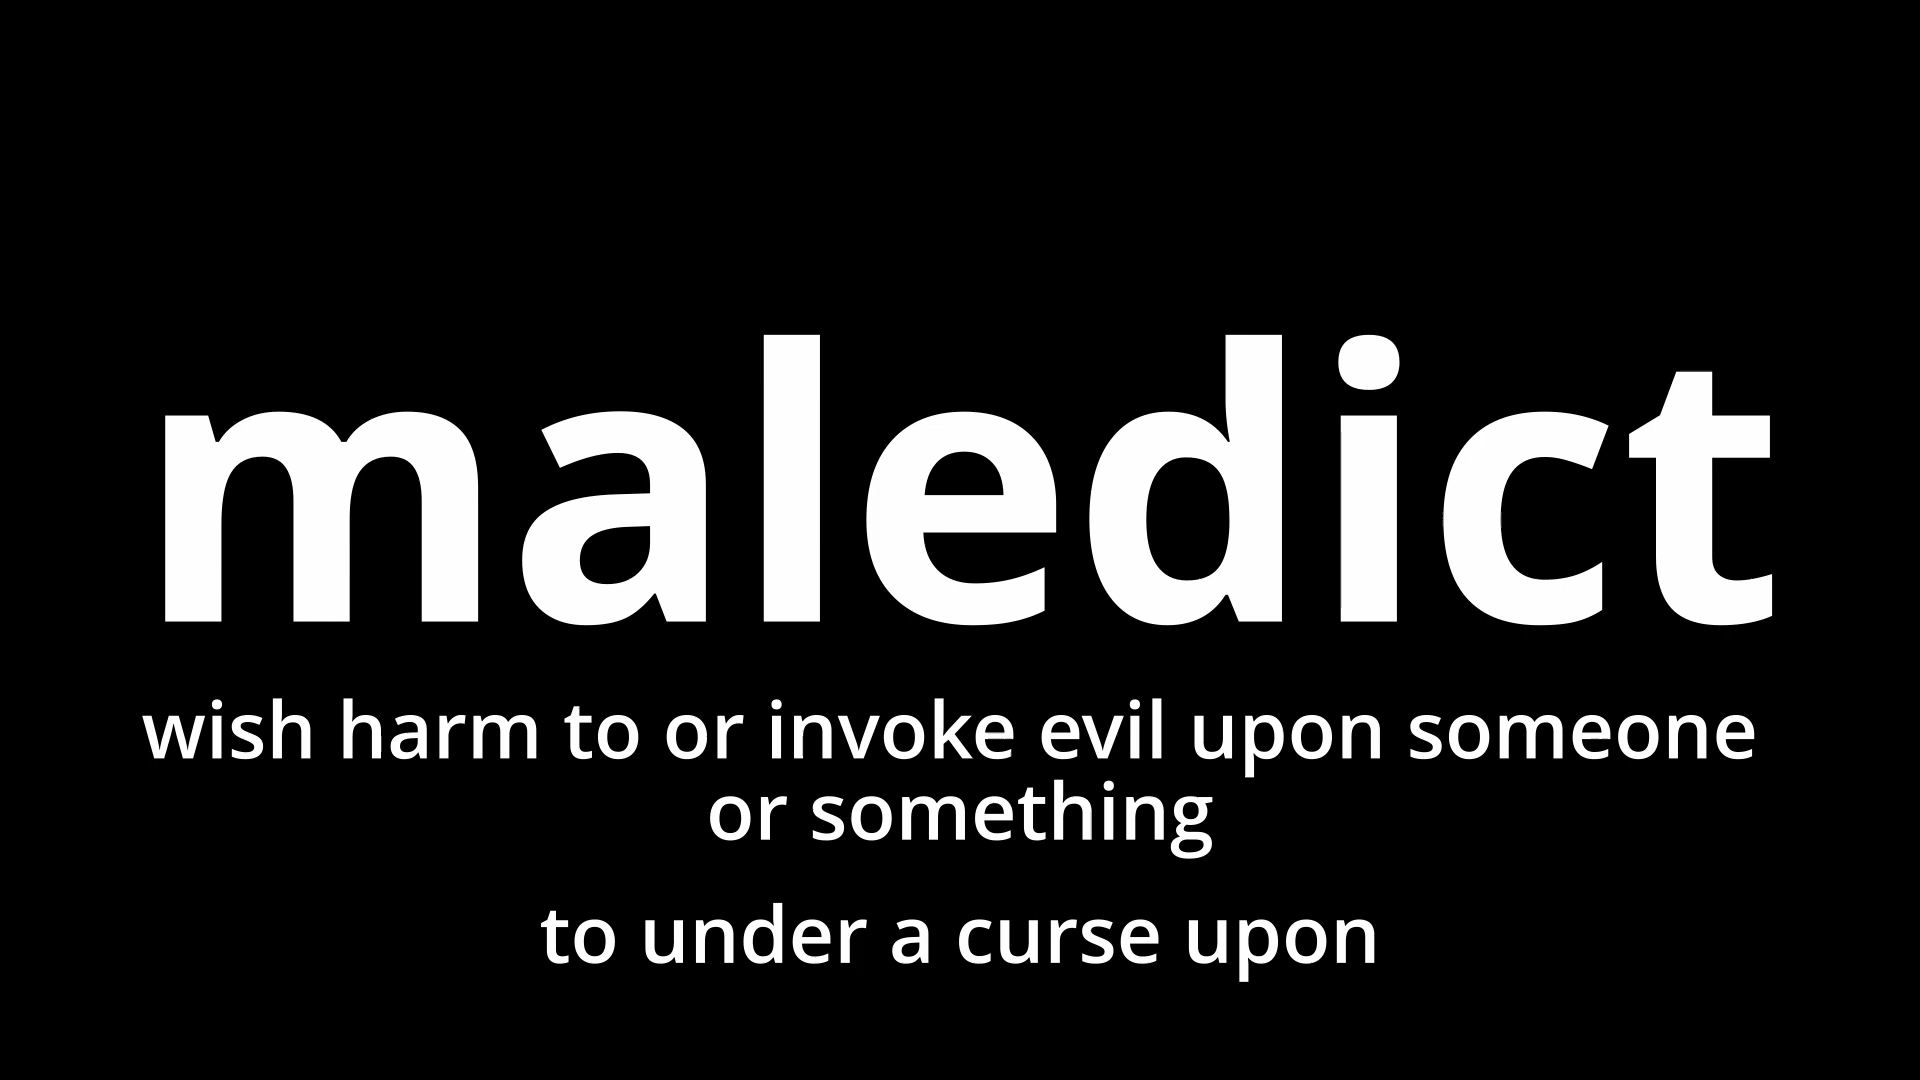 maledict
wish harm to or invoke evil upon someone
or something
to under a curse upon